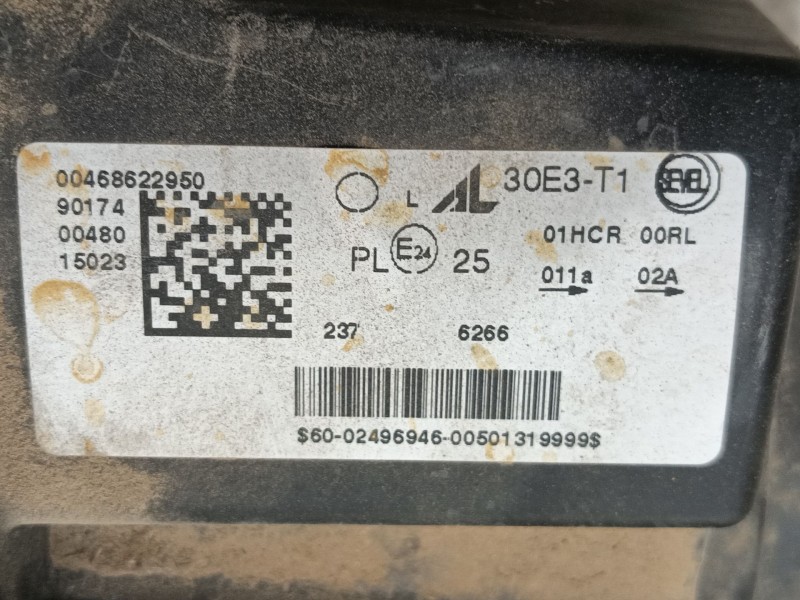 00468622950
90174
00480
15023
L AL 30E3-T1 SEVEL
PL E24 25
01HCR 00RL
011a 02A
237 6266
$60-02496946-00501319999$